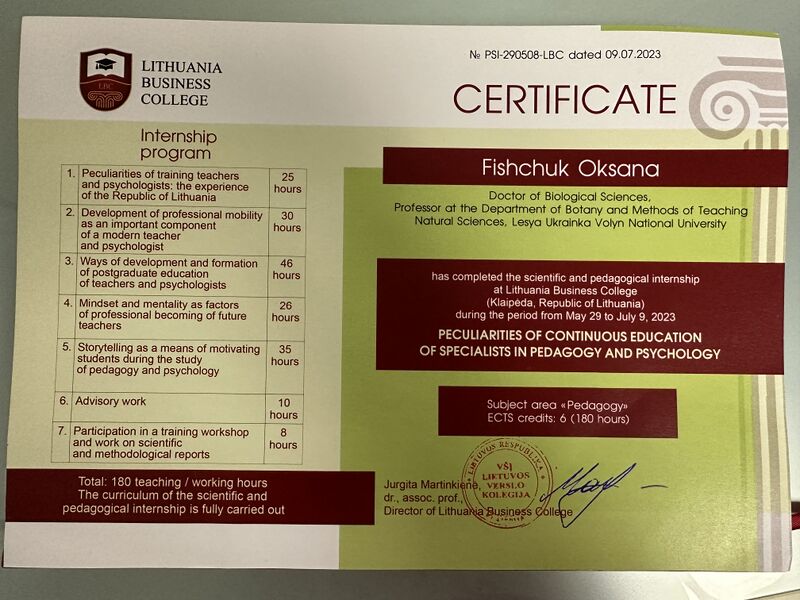 LITHUANIA
BUSINESS
COLLEGE
LBC
Internship
program
1. Peculiarities of training teachers
and psychologists: the experience
of the Republic of Lithuania
25
hours
2. Development of professional mobility
as an important component
of a modern teacher
and psychologist
30
hours
3. Ways of development and formation
of postgraduate education
of teachers and psychologists
46
hours
4. Mindset and mentality as factors
of professional becoming of future
teachers
26
hours
5. Storytelling as a means of motivating
students during the study
of pedagogy and psychology
35
hours
6. Advisory work
10
hours
7. Participation in a training workshop
and work on scientific
and methodological reports
8
hours
Total: 180 teaching / working hours
The curriculum of the scientific and
pedagogical internship is fully carried out
№ PSI-290508-LBC dated 09.07.2023
CERTIFICATE
Fishchuk Oksana
Doctor of Biological Sciences,
Professor at the Department of Botany and Methods of Teaching
Natural Sciences, Lesya Ukrainka Volyn National University
has completed the scientific and pedagogical internship
at Lithuania Business College
(Klaipėda, Republic of Lithuania)
during the period from May 29 to July 9, 2023
PECULIARITIES OF CONTINUOUS EDUCATION
OF SPECIALISTS IN PEDAGOGY AND PSYCHOLOGY
Subject area «Pedagogy»
ECTS credits: 6 (180 hours)
Jurgita Martinkienė,
dr., assoc. prof.,
Director of Lithuania Business College
LIETUVOS RESPUBLIKA
VŠĮ
LIETUVOS
VERSLO
KOLEGIJA